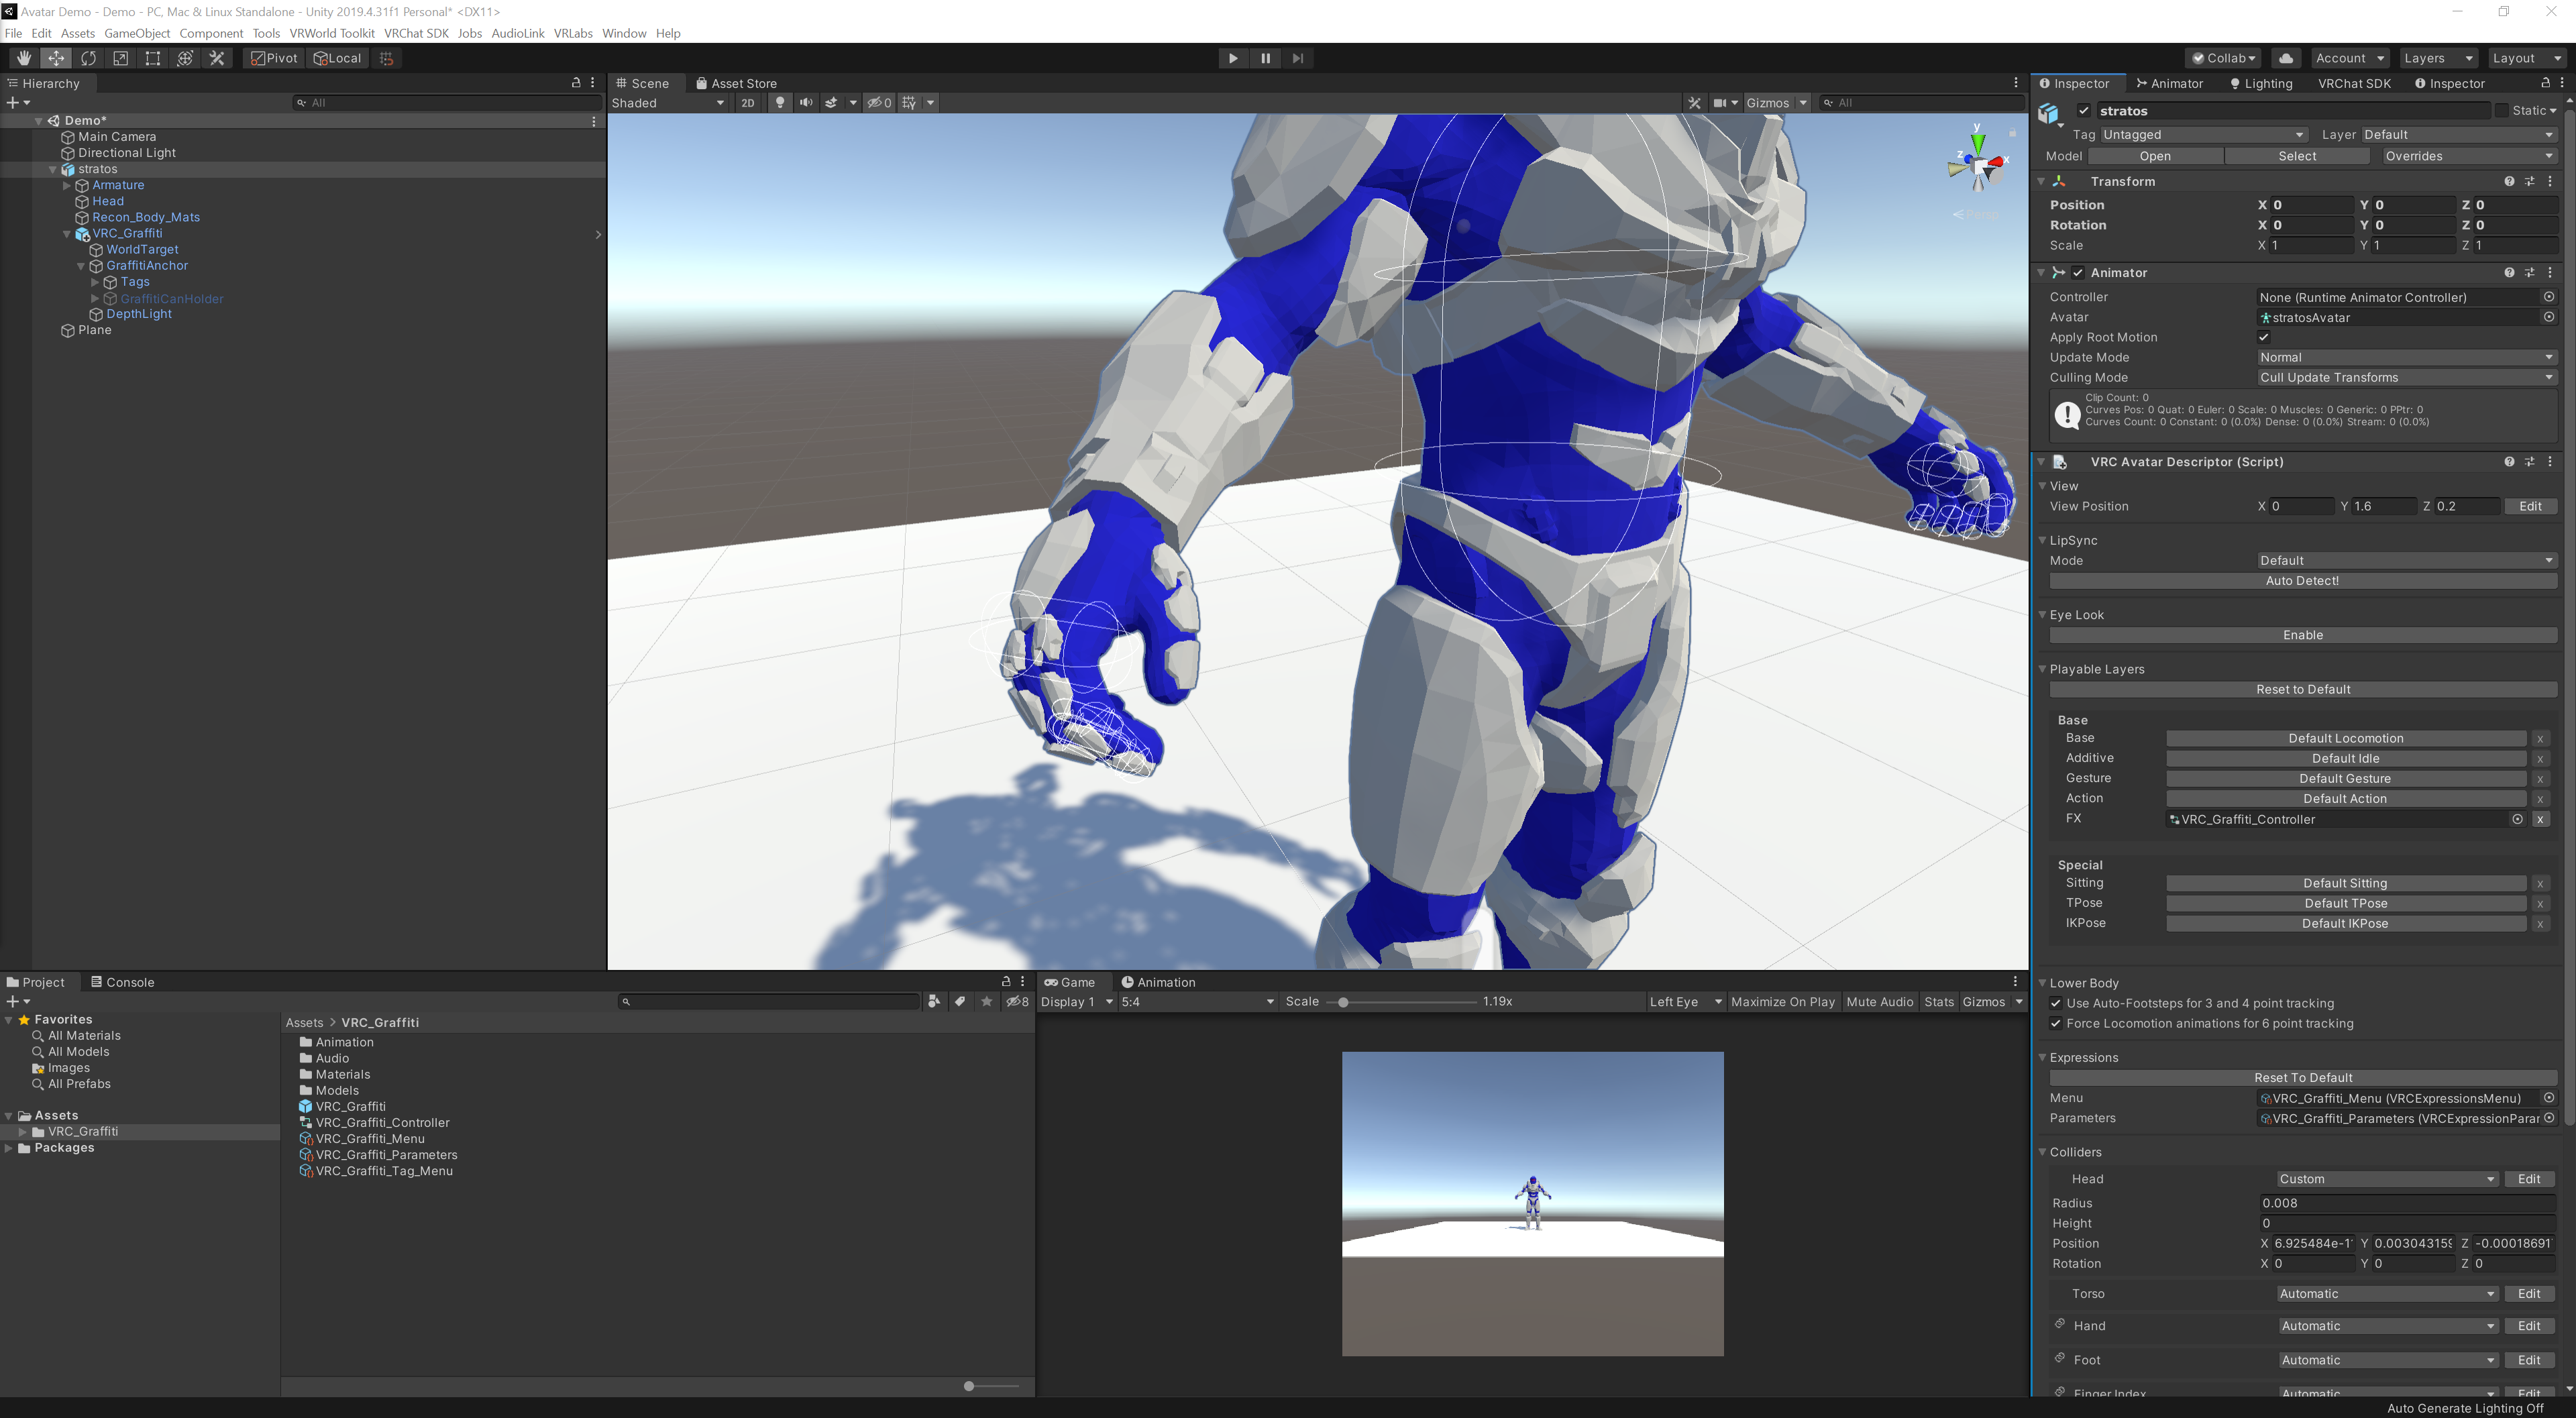 Avatar Demo - Demo - PC, Mac & Linux Standalone - Unity 2019.4.31f1 Personal* <DX11>
File Edit Assets GameObject Component Tools VRWorld Toolkit VRChat SDK Jobs AudioLink VRLabs Window Help
Pivot Local Collab Account Layers Layout
Hierarchy
All
Demo*
Main Camera
Directional Light
stratos
Armature
Head
Recon_Body_Mats
VRC_Graffiti
WorldTarget
GraffitiAnchor
Tags
GraffitiCanHolder
DepthLight
Plane
Scene Asset Store
Shaded 2D 0 Gizmos All
y
z x
Persp
Inspector Animator Lighting VRChat SDK Inspector
stratos Static
Tag Untagged Layer Default
Model Open Select Overrides
Transform
Position X 0 Y 0 Z 0
Rotation X 0 Y 0 Z 0
Scale X 1 Y 1 Z 1
Animator
Controller None (Runtime Animator Controller)
Avatar stratosAvatar
Apply Root Motion
Update Mode Normal
Culling Mode Cull Update Transforms
Clip Count: 0
Curves Pos: 0 Quat: 0 Euler: 0 Scale: 0 Muscles: 0 Generic: 0 PPtr: 0
Curves Count: 0 Constant: 0 (0.0%) Dense: 0 (0.0%) Stream: 0 (0.0%)
VRC Avatar Descriptor (Script)
View
View Position X 0 Y 1.6 Z 0.2 Edit
LipSync
Mode Default
Auto Detect!
Eye Look
Enable
Playable Layers
Reset to Default
Base
Base Default Locomotion x
Additive Default Idle x
Gesture Default Gesture x
Action Default Action x
FX VRC_Graffiti_Controller x
Special
Sitting Default Sitting x
TPose Default TPose x
IKPose Default IKPose x
Lower Body
Use Auto-Footsteps for 3 and 4 point tracking
Force Locomotion animations for 6 point tracking
Expressions
Reset To Default
Menu VRC_Graffiti_Menu (VRCExpressionsMenu)
Parameters VRC_Graffiti_Parameters (VRCExpressionParar
Colliders
Head Custom Edit
Radius 0.008
Height 0
Position X 6.925484e-1 Y 0.003043159 Z -0.00018691
Rotation X 0 Y 0 Z 0
Torso Automatic Edit
Hand Automatic Edit
Foot Automatic Edit
Finger Index Automatic Edit
Project Console
8
Favorites
All Materials
All Models
Images
All Prefabs
Assets
VRC_Graffiti
Packages
Assets > VRC_Graffiti
Animation
Audio
Materials
Models
VRC_Graffiti
VRC_Graffiti_Controller
VRC_Graffiti_Menu
VRC_Graffiti_Parameters
VRC_Graffiti_Tag_Menu
Game Animation
Display 1 5:4 Scale 1.19x Left Eye Maximize On Play Mute Audio Stats Gizmos
Auto Generate Lighting Off